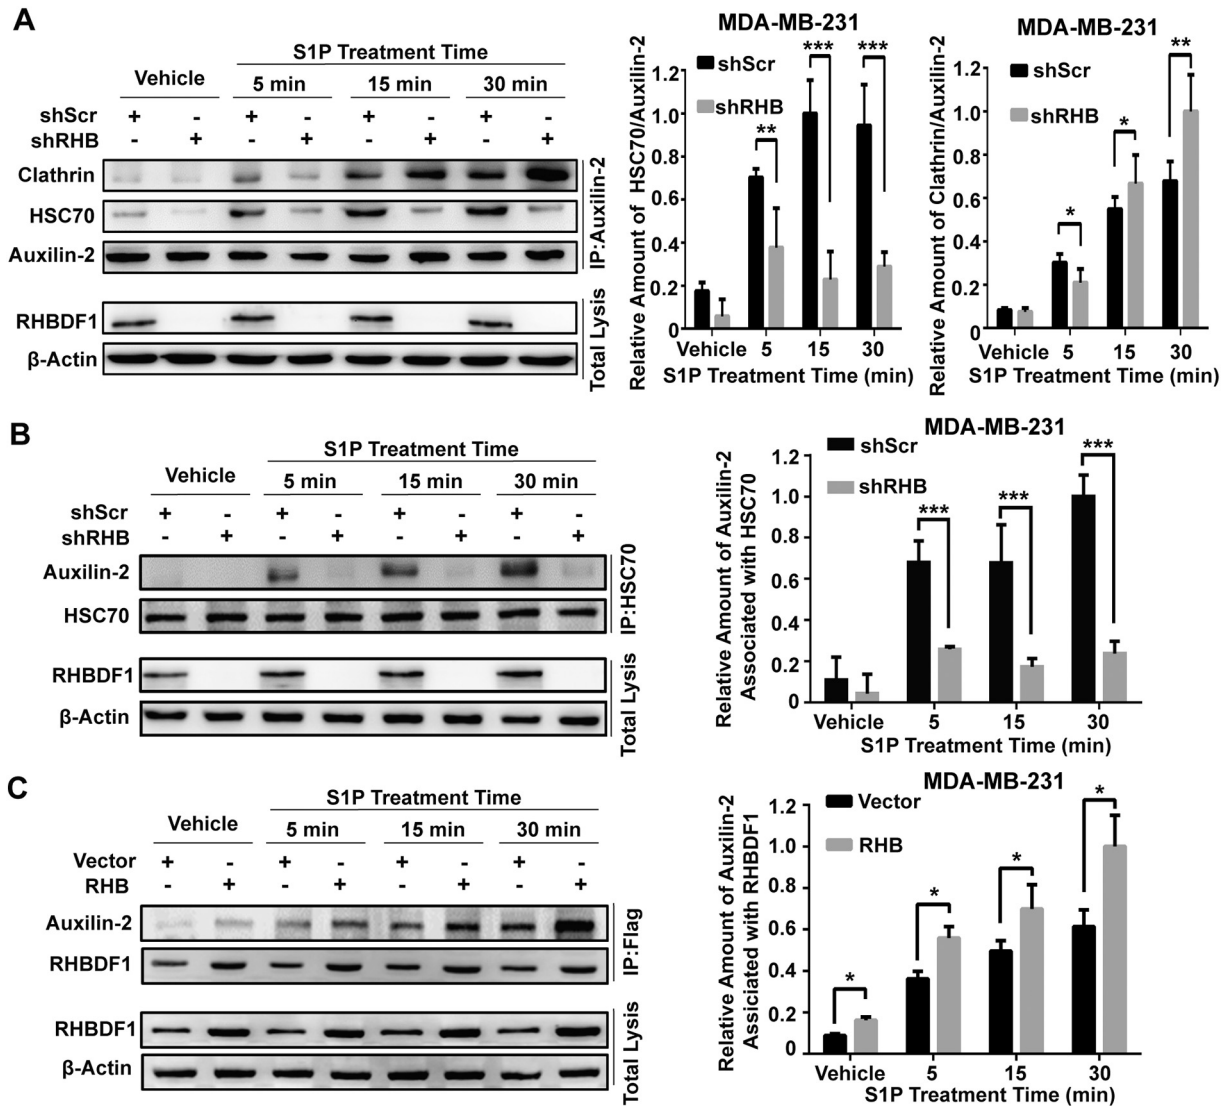 A
S1P Treatment Time
Vehicle 5 min 15 min 30 min
shScr + - + - + - + -
shRHB - + - + - + - +
Clathrin
HSC70
Auxilin-2
IP:Auxilin-2
RHBDF1
β-Actin
Total Lysis
MDA-MB-231
shScr
shRHB
** *** ***
Relative Amount of HSC70/Auxilin-2
1.2
1.0
0.8
0.6
0.4
0.2
0
Vehicle 5 15 30
S1P Treatment Time (min)
MDA-MB-231
shScr
shRHB
* * **
Relative Amount of Clathrin/Auxilin-2
1.2
1.0
0.8
0.6
0.4
0.2
0
Vehicle 5 15 30
S1P Treatment Time (min)
B
S1P Treatment Time
Vehicle 5 min 15 min 30 min
shScr + - + - + - + -
shRHB - + - + - + - +
Auxilin-2
HSC70
IP:HSC70
RHBDF1
β-Actin
Total Lysis
MDA-MB-231
shScr
shRHB
*** *** ***
Relative Amount of Auxilin-2
Associated with HSC70
1.2
1.0
0.8
0.6
0.4
0.2
0
Vehicle 5 15 30
S1P Treatment Time (min)
C
S1P Treatment Time
Vehicle 5 min 15 min 30 min
Vector + - + - + - + -
RHB - + - + - + - +
Auxilin-2
RHBDF1
IP:Flag
RHBDF1
β-Actin
Total Lysis
MDA-MB-231
Vector
RHB
* * * *
Relative Amount of Auxilin-2
Assiciated with RHBDF1
1.2
1.0
0.8
0.6
0.4
0.2
0
Vehicle 5 15 30
S1P Treatment Time (min)